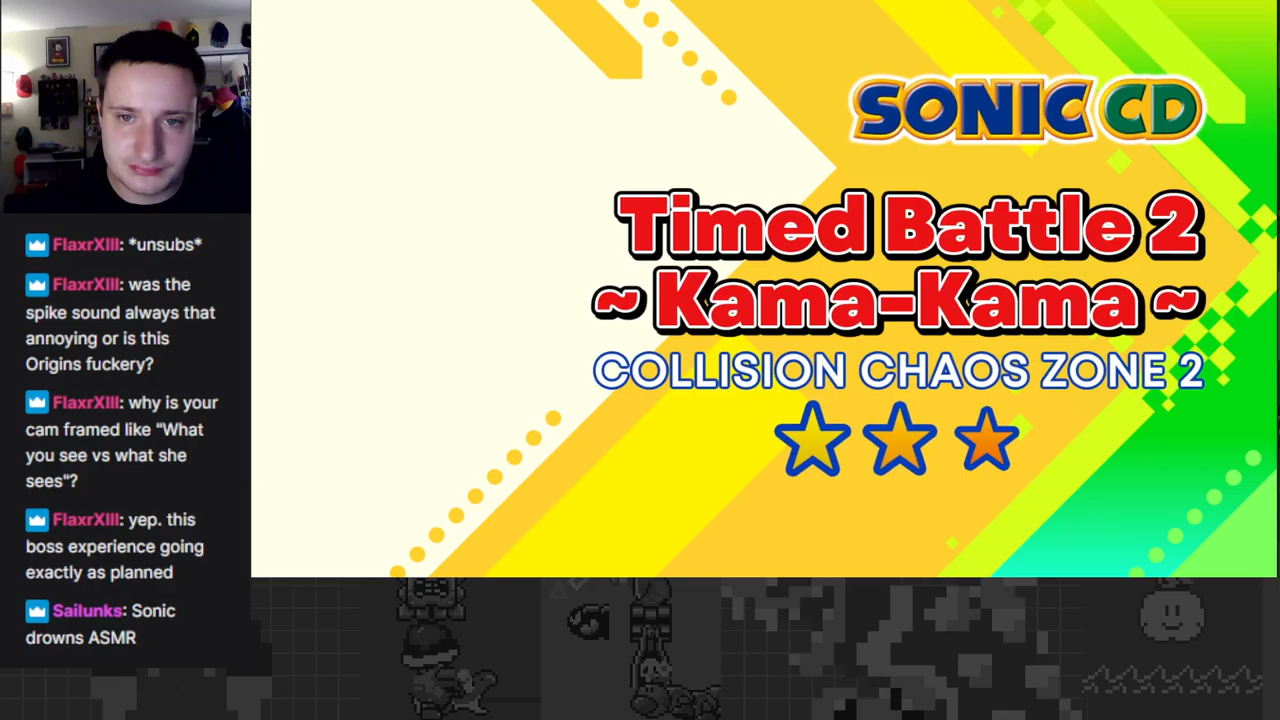 FlaxrXIII: *unsubs*
FlaxrXIII: was the
spike sound always that
annoying or is this
Origins fuckery?
FlaxrXIII: why is your
cam framed like "What
you see vs what she
sees"?
FlaxrXIII: yep. this
boss experience going
exactly as planned
Sailunks: Sonic
drowns ASMR
SONIC CD
Timed Battle 2
~ Kama-Kama ~
COLLISION CHAOS ZONE 2